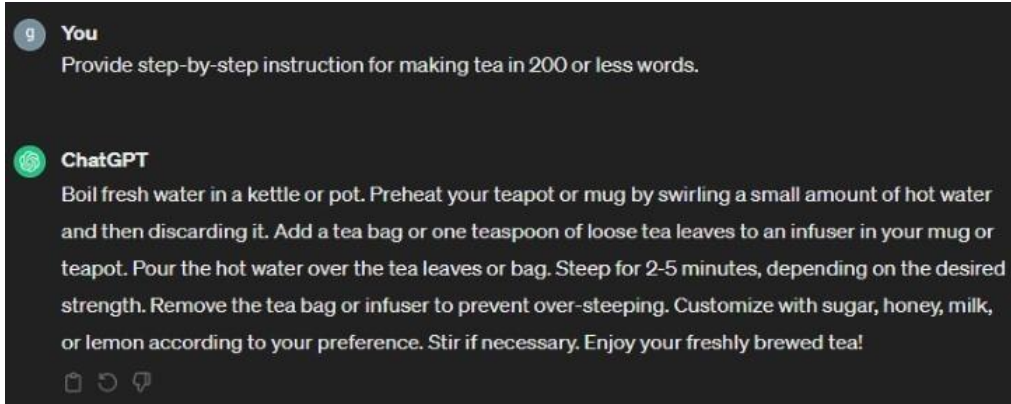 g
You
Provide step-by-step instruction for making tea in 200 or less words.
ChatGPT
Boil fresh water in a kettle or pot. Preheat your teapot or mug by swirling a small amount of hot water
and then discarding it. Add a tea bag or one teaspoon of loose tea leaves to an infuser in your mug or
teapot. Pour the hot water over the tea leaves or bag. Steep for 2-5 minutes, depending on the desired
strength. Remove the tea bag or infuser to prevent over-steeping. Customize with sugar, honey, milk,
or lemon according to your preference. Stir if necessary. Enjoy your freshly brewed tea!